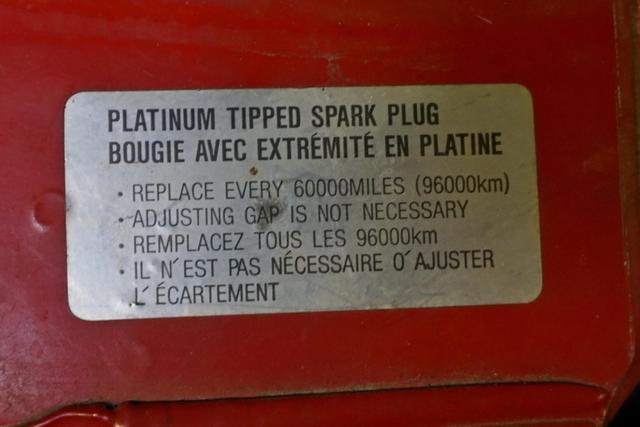 PLATINUM TIPPED SPARK PLUG
BOUGIE AVEC EXTRÉMITÉ EN PLATINE
· REPLACE EVERY 60000MILES (96000km)
· ADJUSTING GAP IS NOT NECESSARY
· REMPLACEZ TOUS LES 96000km
· IL N´EST PAS NÉCESSAIRE O´AJUSTER
L´ÉCARTEMENT